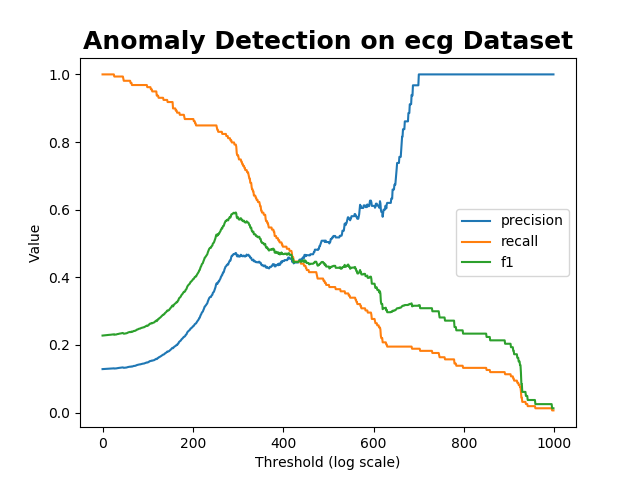 Anomaly Detection on ecg Dataset
1.0
0.8
0.6
0.4
0.2
0.0
Value
precision
recall
f1
0 200 400 600 800 1000
Threshold (log scale)